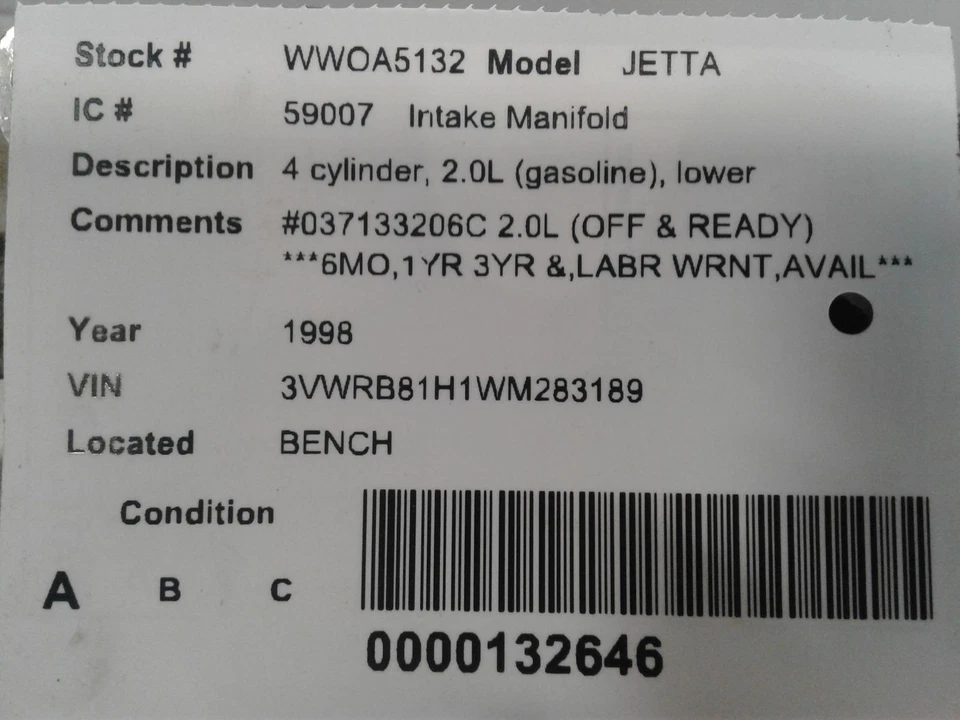 Stock # WWOA5132 Model JETTA
IC # 59007 Intake Manifold
Description 4 cylinder, 2.0L (gasoline), lower
Comments #037133206C 2.0L (OFF & READY)
***6MO,1YR 3YR &,LABR WRNT,AVAIL***
Year 1998
VIN 3VWRB81H1WM283189
Located BENCH
Condition
A B C
0000132646